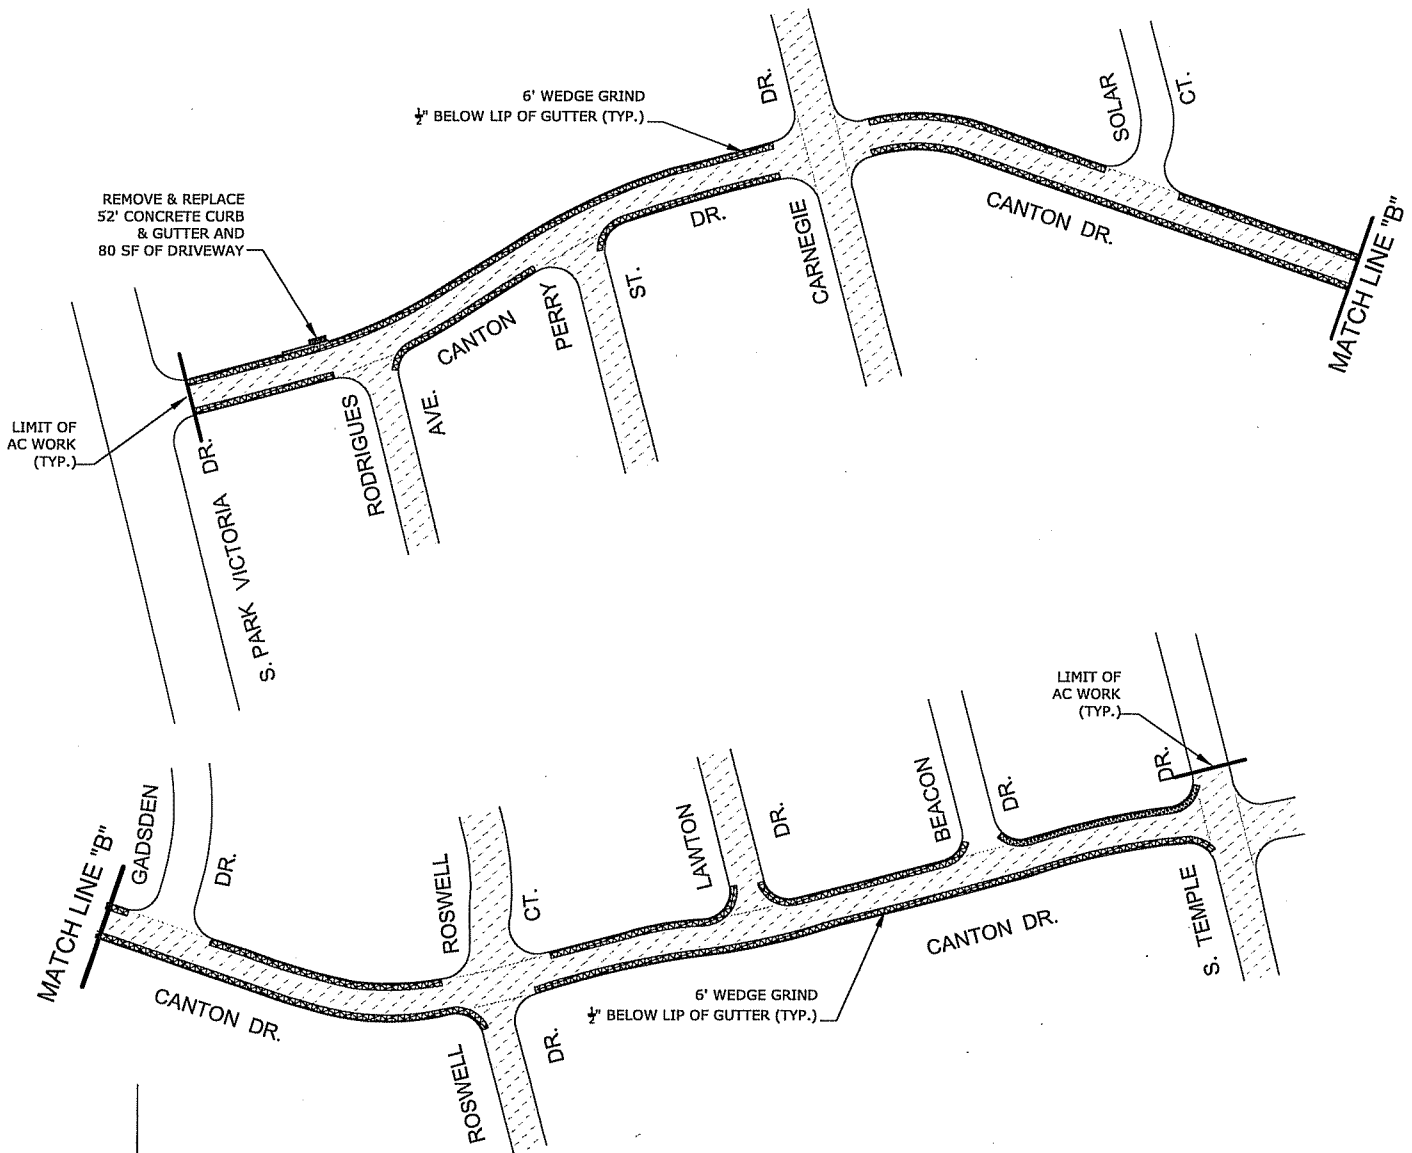 6' WEDGE GRIND
½" BELOW LIP OF GUTTER (TYP.)
DR.
SOLAR
CT.
REMOVE & REPLACE
52' CONCRETE CURB
& GUTTER AND
80 SF OF DRIVEWAY
DR.
CARNEGIE
CANTON DR.
MATCH LINE "B"
ST.
PERRY
CANTON
LIMIT OF
AC WORK
(TYP.)
AVE.
RODRIGUES
DR.
S. PARK VICTORIA
LIMIT OF
AC WORK
(TYP.)
GADSDEN
DR.
MATCH LINE "B"
CANTON DR.
ROSWELL
CT.
LAWTON
DR.
BEACON
DR.
DR.
S. TEMPLE
CANTON DR.
6' WEDGE GRIND
½" BELOW LIP OF GUTTER (TYP.)
ROSWELL
DR.